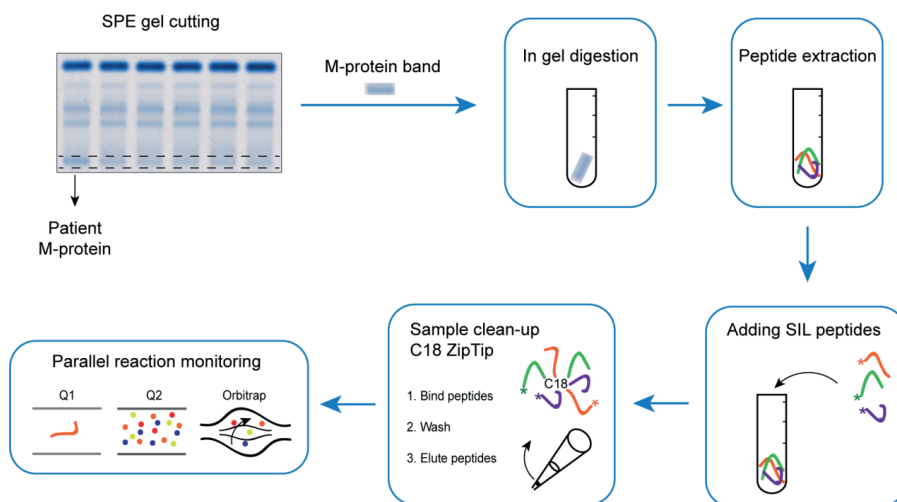 SPE gel cutting
M-protein band
Patient
M-protein
In gel digestion
Peptide extraction
Adding SIL peptides
*
*
*
Sample clean-up
C18 ZipTip
C18
*
*
*
1. Bind peptides
2. Wash
3. Elute peptides
Parallel reaction monitoring
Q1
Q2
Orbitrap